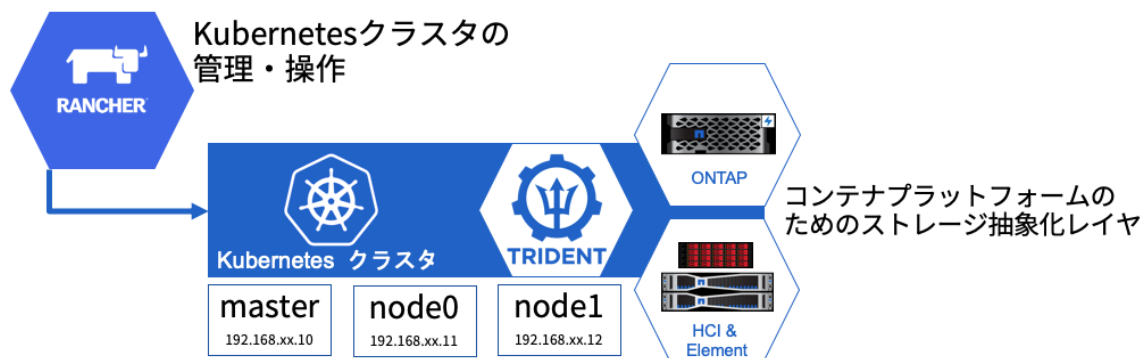 Kubernetesクラスタの
管理・操作
RANCHER
ONTAP
コンテナプラットフォームの
ためのストレージ抽象化レイヤ
Kubernetes クラスタ
TRIDENT
master
192.168.xx.10
node0
192.168.xx.11
node1
192.168.xx.12
HCI &
Element